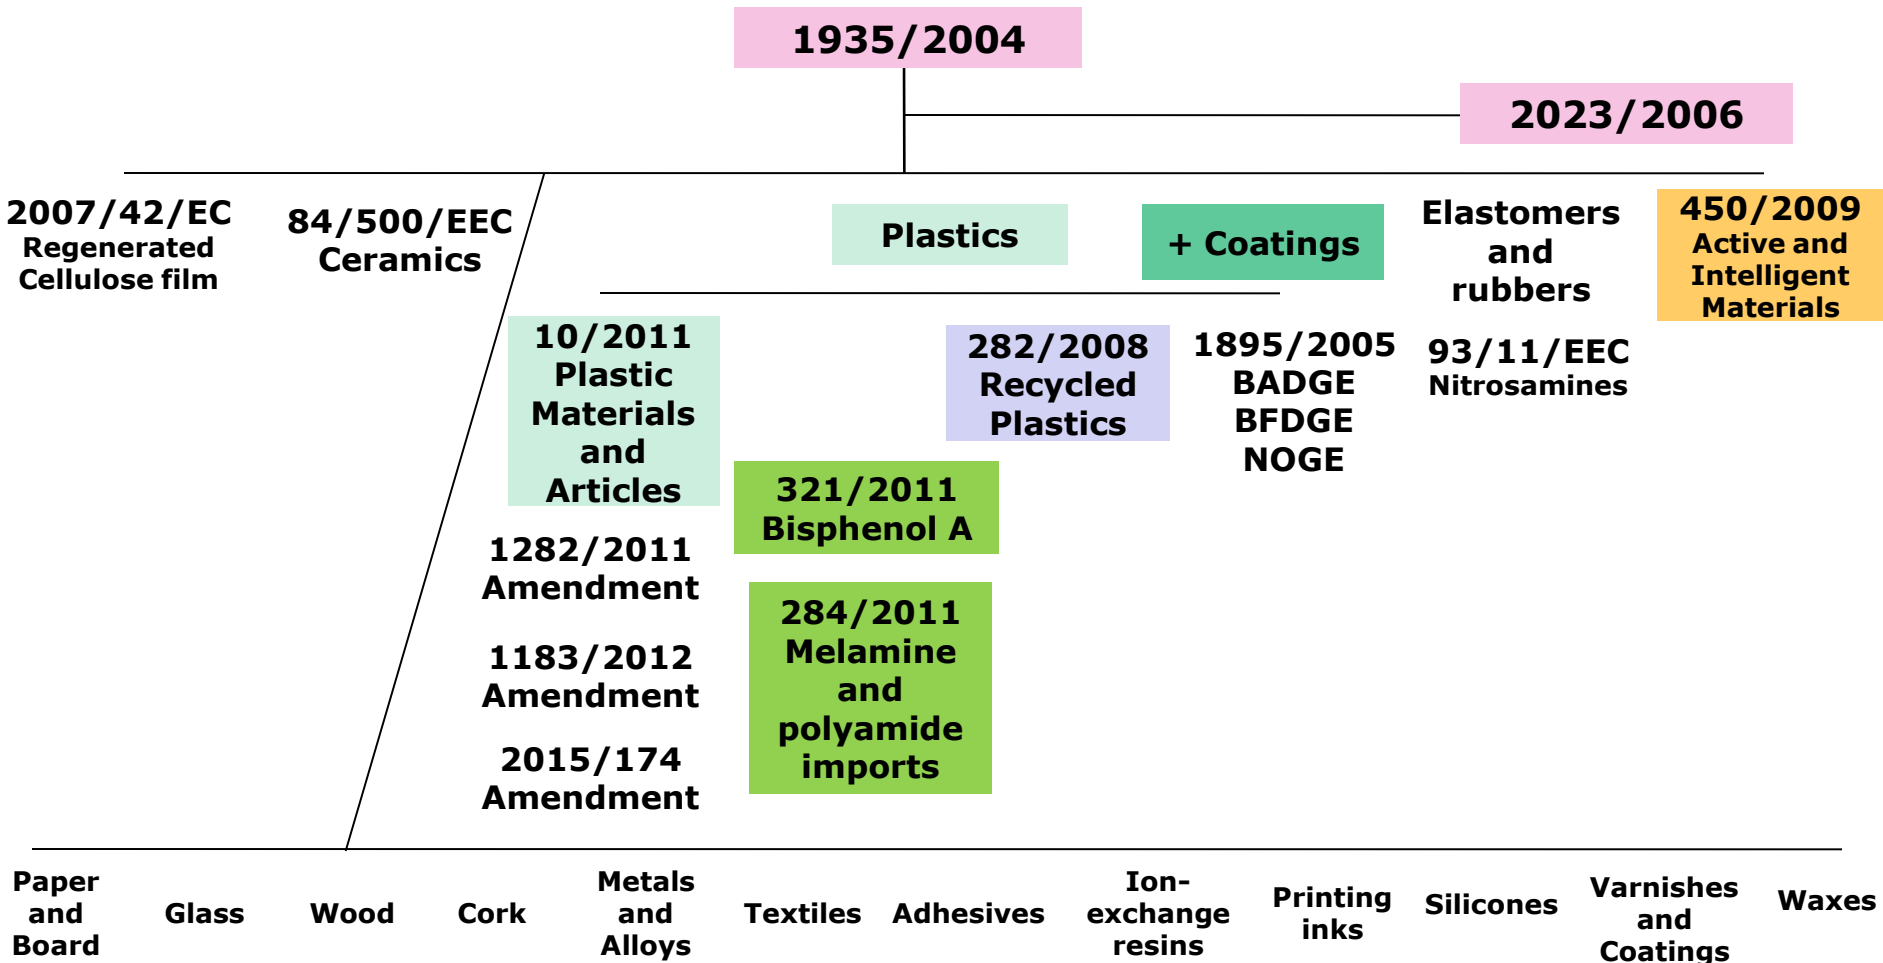 1935/2004
2023/2006
2007/42/EC
Regenerated
Cellulose film
84/500/EEC
Ceramics
Plastics
+ Coatings
Elastomers
and
rubbers
450/2009
Active and
Intelligent
Materials
10/2011
Plastic
Materials
and
Articles
282/2008
Recycled
Plastics
1895/2005
BADGE
BFDGE
NOGE
93/11/EEC
Nitrosamines
321/2011
Bisphenol A
1282/2011
Amendment
284/2011
Melamine
and
polyamide
imports
1183/2012
Amendment
2015/174
Amendment
Paper
and
Board
Glass
Wood
Cork
Metals
and
Alloys
Textiles
Adhesives
Ion-
exchange
resins
Printing
inks
Silicones
Varnishes
and
Coatings
Waxes